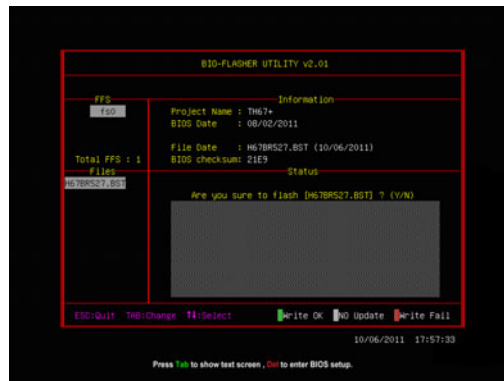 BIO-FLASHER UTILITY v2.01
FFS
fs0
Information
Project Name : TH67+
BIOS Date : 08/02/2011
File Date : H67BR527.BST (10/06/2011)
BIOS checksum: 21E9
Total FFS : 1
Files
H67BR527.BST
Status
Are you sure to flash [H67BR527.BST] ? (Y/N)
ESC:Quit TAB:Change ↑↓:Select Write OK NO Update Write Fail
10/06/2011 17:57:33
Press Tab to show text screen , Del to enter BIOS setup.